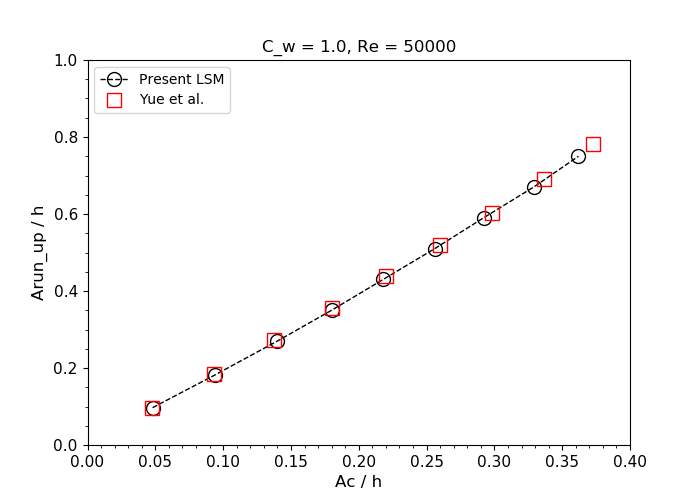 C_w = 1.0, Re = 50000
Present LSM
Yue et al.
1.0
0.8
0.6
0.4
0.2
0.0
Arun_up / h
0.00 0.05 0.10 0.15 0.20 0.25 0.30 0.35 0.40
Ac / h